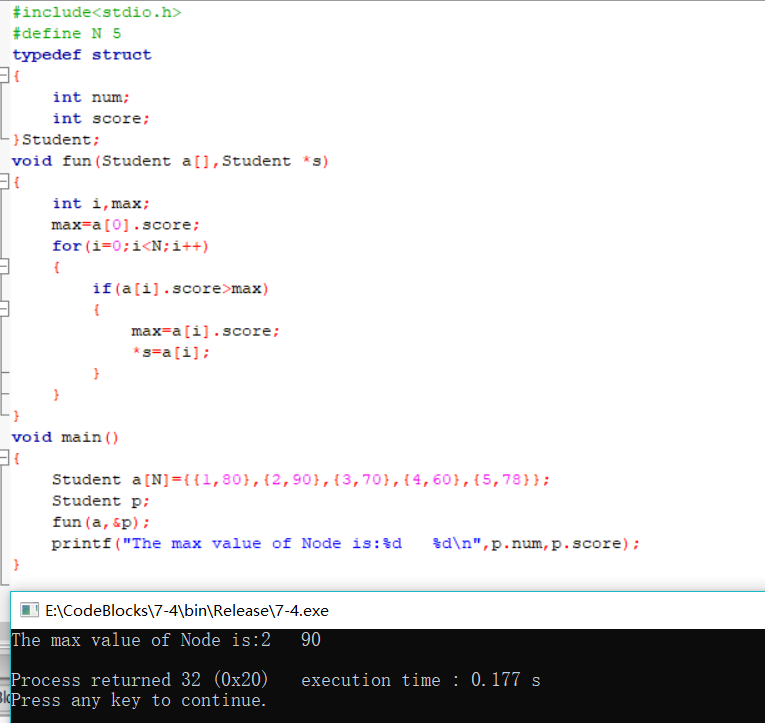 #include<stdio.h>
#define N 5
typedef struct
{
    int num;
    int score;
}Student;
void fun(Student a[],Student *s)
{
    int i,max;
    max=a[0].score;
    for(i=0;i<N;i++)
    {
        if(a[i].score>max)
        {
            max=a[i].score;
            *s=a[i];
        }
    }
}
void main()
{
    Student a[N]={{1,80},{2,90},{3,70},{4,60},{5,78}};
    Student p;
    fun(a,&p);
    printf("The max value of Node is:%d   %d\n",p.num,p.score);
}
E:\CodeBlocks\7-4\bin\Release\7-4.exe
The max value of Node is:2   90
Process returned 32 (0x20)   execution time : 0.177 s
Press any key to continue.